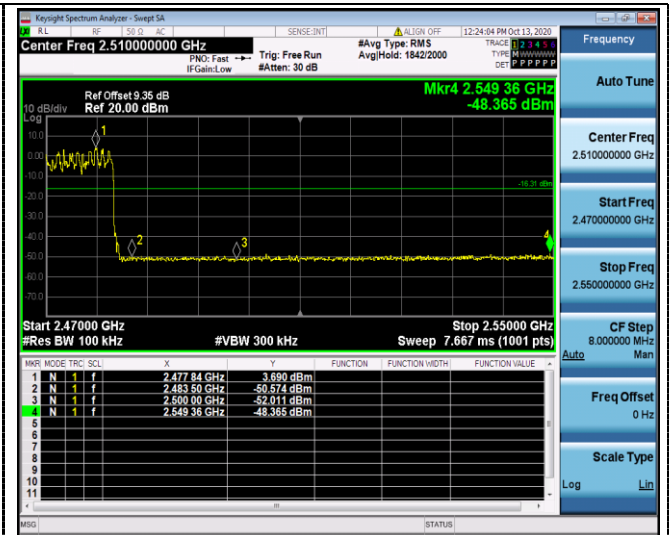 Keysight Spectrum Analyzer - Swept SA
RL RF 50 Ω AC SENSE:INT ALIGN OFF 12:24:04 PM Oct 13, 2020
Center Freq 2.510000000 GHz #Avg Type: RMS TRACE 1 2 3 4 5 6
PNO: Fast Trig: Free Run Avg|Hold: 1842/2000 TYPE M WWWWW
IFGain:Low #Atten: 30 dB DET P P P P P P
Mkr4 2.549 36 GHz
-48.365 dBm
Ref Offset 9.35 dB
10 dB/div Ref 20.00 dBm
Log
10.0
0.00
-10.0
-20.0
-30.0
-40.0
-50.0
-60.0
-70.0
1
2
3
4
-16.31 dBm
Start 2.47000 GHz Stop 2.55000 GHz
#Res BW 100 kHz #VBW 300 kHz Sweep 7.667 ms (1001 pts)
MKR MODE TRC SCL X Y FUNCTION FUNCTION WIDTH FUNCTION VALUE
1 N 1 f 2.477 84 GHz 3.690 dBm
2 N 1 f 2.483 50 GHz -50.574 dBm
3 N 1 f 2.500 00 GHz -52.011 dBm
4 N 1 f 2.549 36 GHz -48.365 dBm
5
6
7
8
9
10
11
MSG STATUS
Frequency
Auto Tune
Center Freq
2.510000000 GHz
Start Freq
2.470000000 GHz
Stop Freq
2.550000000 GHz
CF Step
8.000000 MHz
Auto Man
Freq Offset
0 Hz
Scale Type
Log Lin